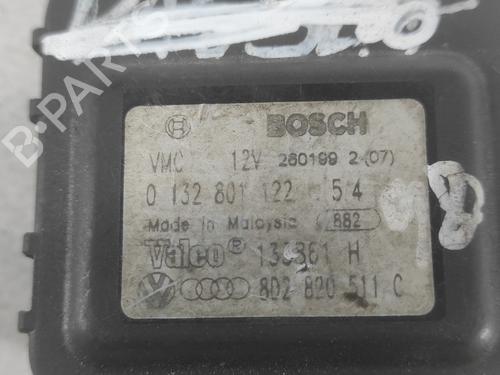 BOSCH
VMC 12V 260199 2 (07)
0 132 801 122 54
Made in Malaysia 882
Valeo® H
8D2 820 511 C
B-PARTS